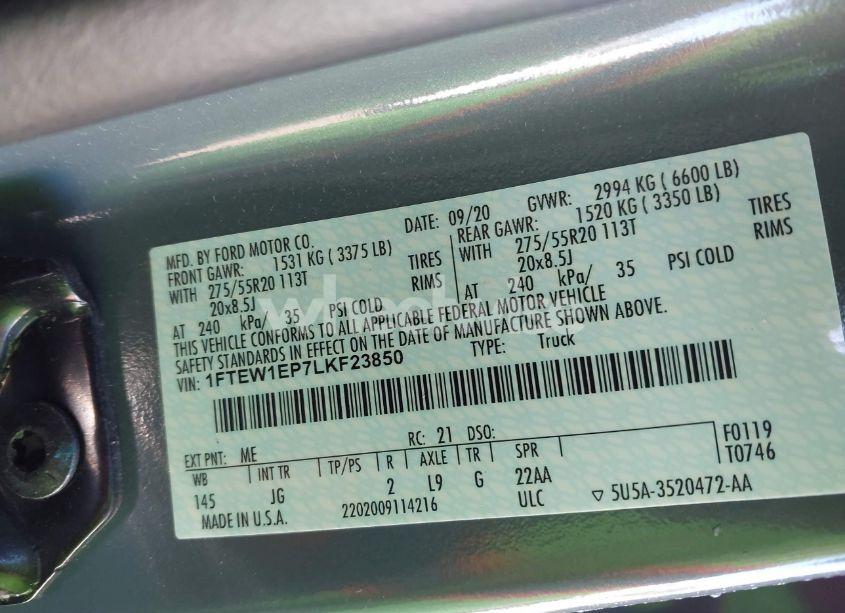 MFD. BY FORD MOTOR CO. DATE: 09/20 GVWR: 2994 KG ( 6600 LB)
FRONT GAWR: 1531 KG ( 3375 LB) REAR GAWR: 1520 KG ( 3350 LB)
WITH 275/55R20 113T TIRES WITH 275/55R20 113T TIRES
20x8.5J RIMS 20x8.5J RIMS
AT 240 kPa/ 35 PSI COLD AT 240 kPa/ 35 PSI COLD
THIS VEHICLE CONFORMS TO ALL APPLICABLE FEDERAL MOTOR VEHICLE
SAFETY STANDARDS IN EFFECT ON THE DATE OF MANUFACTURE SHOWN ABOVE.
VIN: 1FTEW1EP7LKF23850 TYPE: Truck
EXT PNT: ME RC: 21 DSO: F0119
WB INT TR TP/PS R AXLE TR SPR T0746
145 JG 2 L9 G 22AA
MADE IN U.S.A. 2202009114216 ULC ▽ 5U5A-3520472-AA